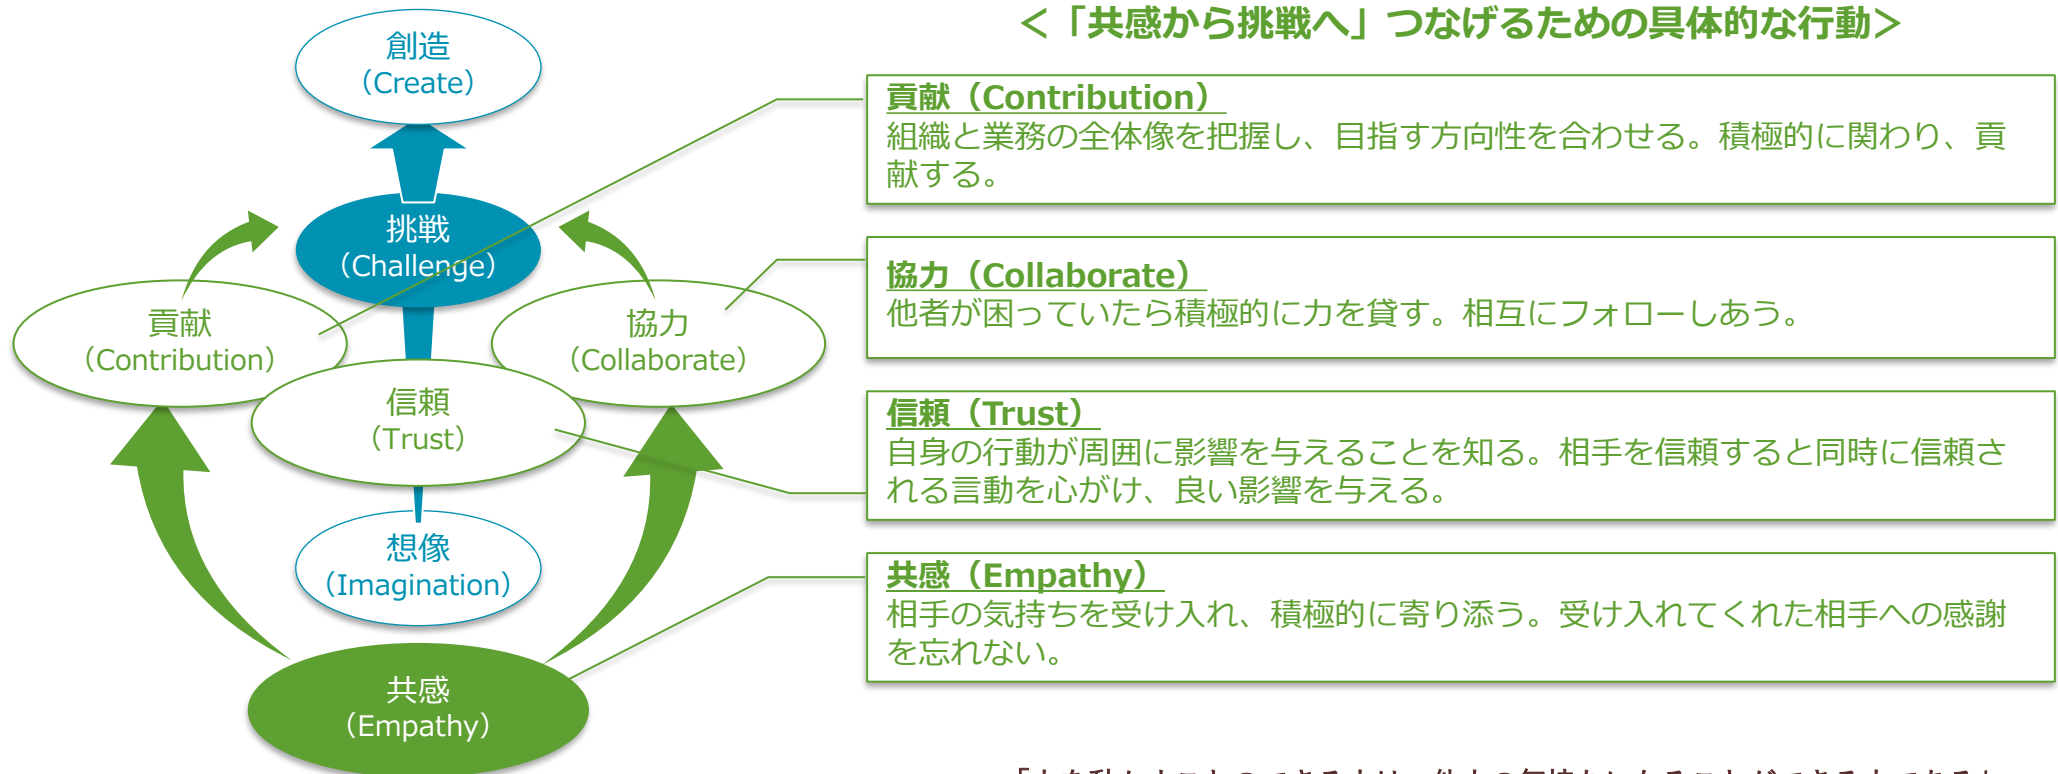 ＜「共感から挑戦へ」つなげるための具体的な行動＞
創造
（Create）
挑戦
（Challenge）
貢献
（Contribution）
協力
（Collaborate）
信頼
（Trust）
想像
（Imagination）
共感
（Empathy）
貢献（Contribution）
組織と業務の全体像を把握し、目指す方向性を合わせる。積極的に関わり、貢
献する。
協力（Collaborate）
他者が困っていたら積極的に力を貸す。相互にフォローしあう。
信頼（Trust）
自身の行動が周囲に影響を与えることを知る。相手を信頼すると同時に信頼さ
れる言動を心がけ、良い影響を与える。
共感（Empathy）
相手の気持ちを受け入れ、積極的に寄り添う。受け入れてくれた相手への感謝
を忘れない。